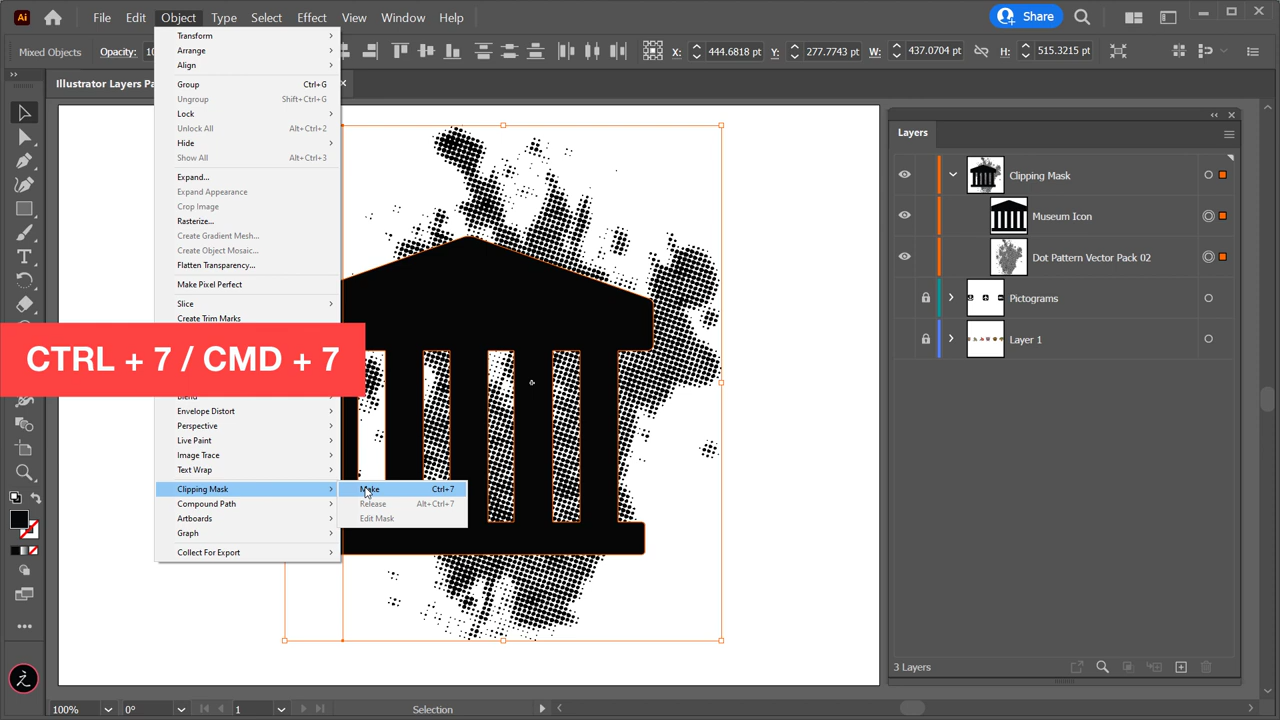 Ai File Edit Object Type Select Effect View Window Help Share
Mixed Objects Opacity: 10 X: 444.6818 pt Y: 277.7743 pt W: 437.0704 pt H: 515.3215 pt
Illustrator Layers Pa
Transform
Arrange
Align
Group Ctrl+G
Ungroup Shift+Ctrl+G
Lock
Unlock All Alt+Ctrl+2
Hide
Show All Alt+Ctrl+3
Expand...
Expand Appearance
Crop Image
Rasterize...
Create Gradient Mesh...
Create Object Mosaic...
Flatten Transparency...
Make Pixel Perfect
Slice
Create Trim Marks
CTRL + 7 / CMD + 7
Blend
Envelope Distort
Perspective
Live Paint
Image Trace
Text Wrap
Clipping Mask
Compound Path
Artboards
Graph
Collect For Export
Make Ctrl+7
Release Alt+Ctrl+7
Edit Mask
Layers
Clipping Mask
Museum Icon
Dot Pattern Vector Pack 02
Pictograms
Layer 1
3 Layers
100% 0° 1 Selection